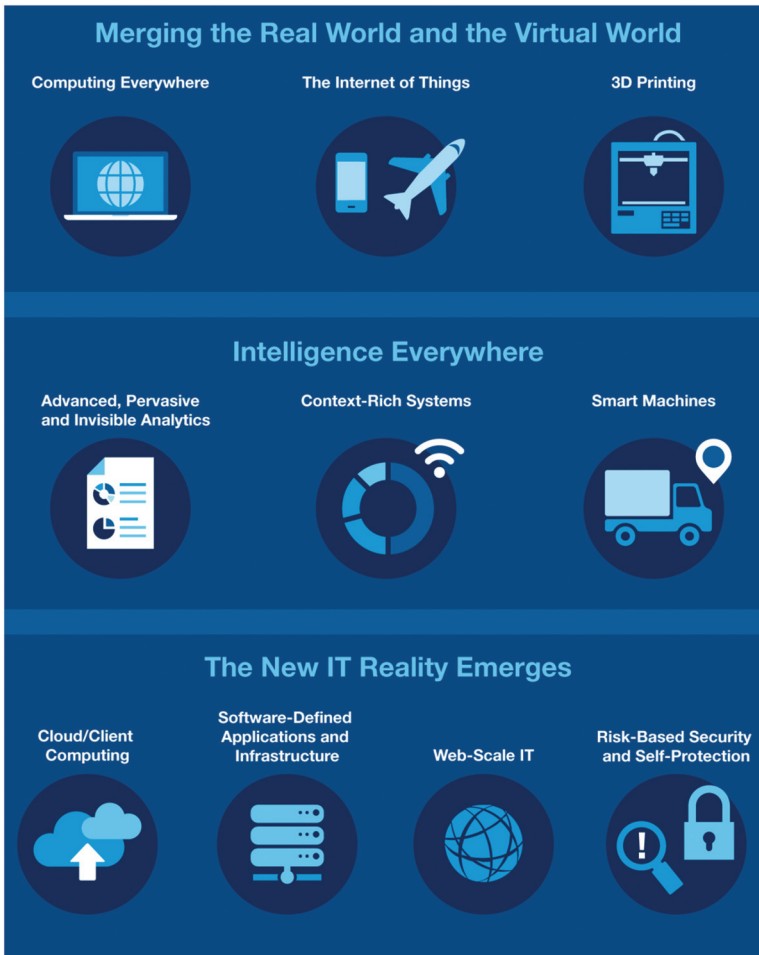 Merging the Real World and the Virtual World
Computing Everywhere
The Internet of Things
3D Printing
Intelligence Everywhere
Advanced, Pervasive
and Invisible Analytics
Context-Rich Systems
Smart Machines
The New IT Reality Emerges
Cloud/Client
Computing
Software-Defined
Applications and
Infrastructure
Web-Scale IT
Risk-Based Security
and Self-Protection
!